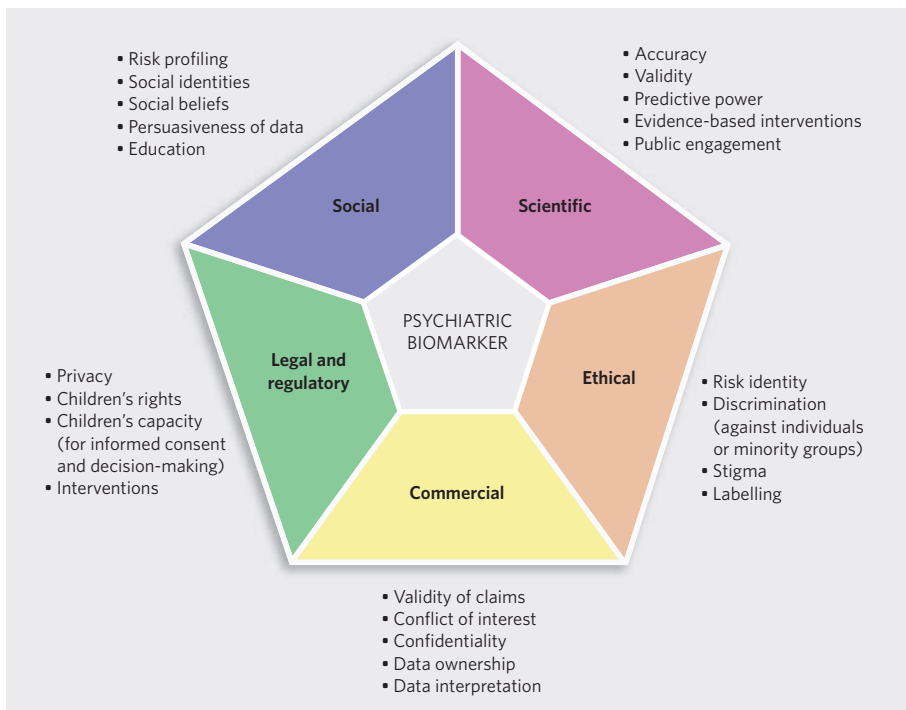 ▪ Risk profiling
▪ Social identities
▪ Social beliefs
▪ Persuasiveness of data
▪ Education
▪ Accuracy
▪ Validity
▪ Predictive power
▪ Evidence-based interventions
▪ Public engagement
Social
Scientific
PSYCHIATRIC
BIOMARKER
Legal and
regulatory
Ethical
▪ Privacy
▪ Children’s rights
▪ Children’s capacity
(for informed consent
and decision-making)
▪ Interventions
▪ Risk identity
▪ Discrimination
(against individuals
or minority groups)
▪ Stigma
▪ Labelling
Commercial
▪ Validity of claims
▪ Conflict of interest
▪ Confidentiality
▪ Data ownership
▪ Data interpretation